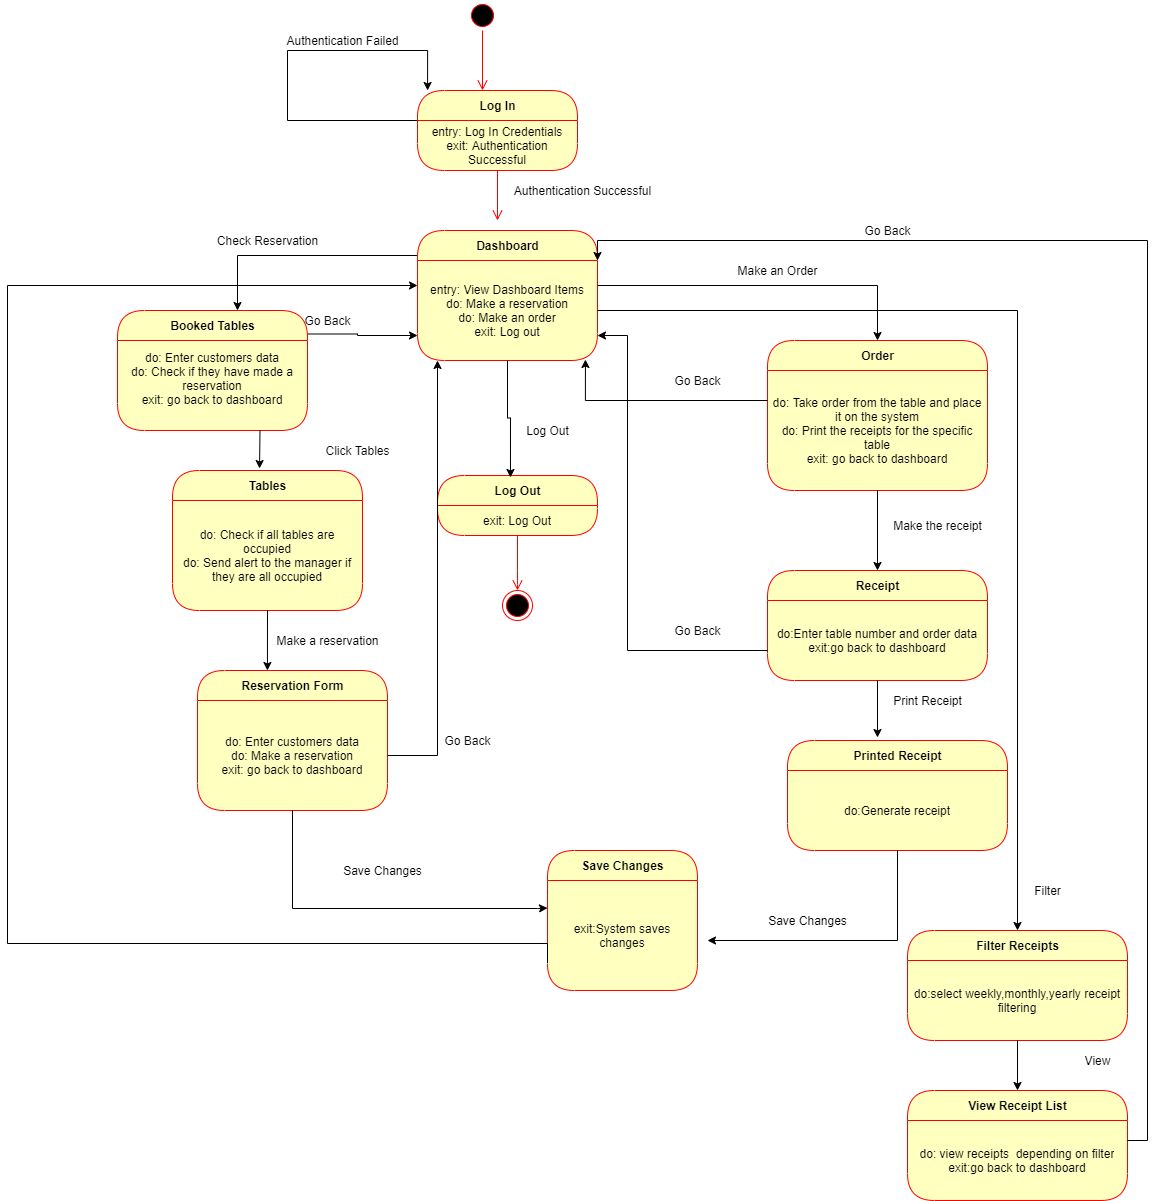 Authentication Failed
Log In
entry: Log In Credentials
exit: Authentication
Successful
Authentication Successful
Go Back
Check Reservation
Dashboard
Make an Order
entry: View Dashboard Items
do: Make a reservation
do: Make an order
exit: Log out
Booked Tables
Go Back
do: Enter customers data
do: Check if they have made a
reservation
exit: go back to dashboard
Order
Go Back
do: Take order from the table and place
it on the system
do: Print the receipts for the specific
table
exit: go back to dashboard
Log Out
Click Tables
Tables
do: Check if all tables are
occupied
do: Send alert to the manager if
they are all occupied
Log Out
exit: Log Out
Make the receipt
Receipt
do:Enter table number and order data
exit:go back to dashboard
Go Back
Make a reservation
Reservation Form
do: Enter customers data
do: Make a reservation
exit: go back to dashboard
Go Back
Print Receipt
Printed Receipt
do:Generate receipt
Save Changes
Save Changes
exit:System saves
changes
Save Changes
Filter
Filter Receipts
do:select weekly,monthly,yearly receipt
filtering
View
View Receipt List
do: view receipts  depending on filter
exit:go back to dashboard